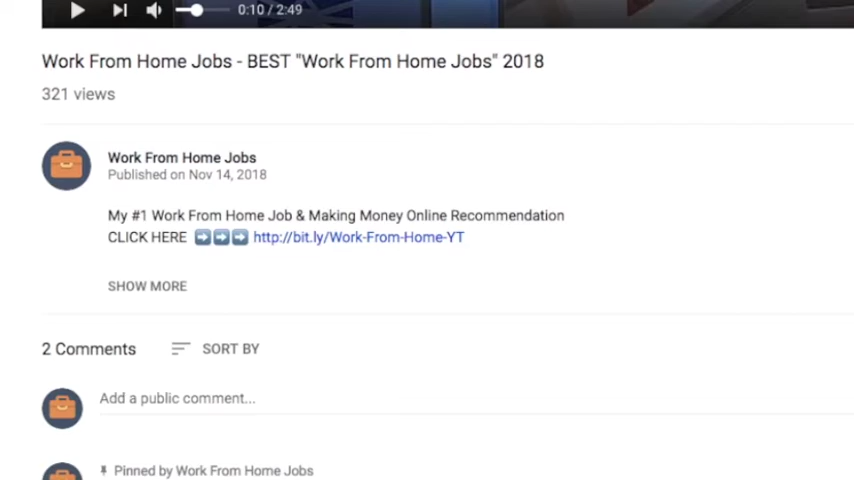 0:10 / 2:49
Work From Home Jobs - BEST "Work From Home Jobs" 2018
321 views
Work From Home Jobs
Published on Nov 14, 2018
My #1 Work From Home Job & Making Money Online Recommendation
CLICK HERE ➡➡➡ http://bit.ly/Work-From-Home-YT
SHOW MORE
2 Comments SORT BY
Add a public comment...
Pinned by Work From Home Jobs